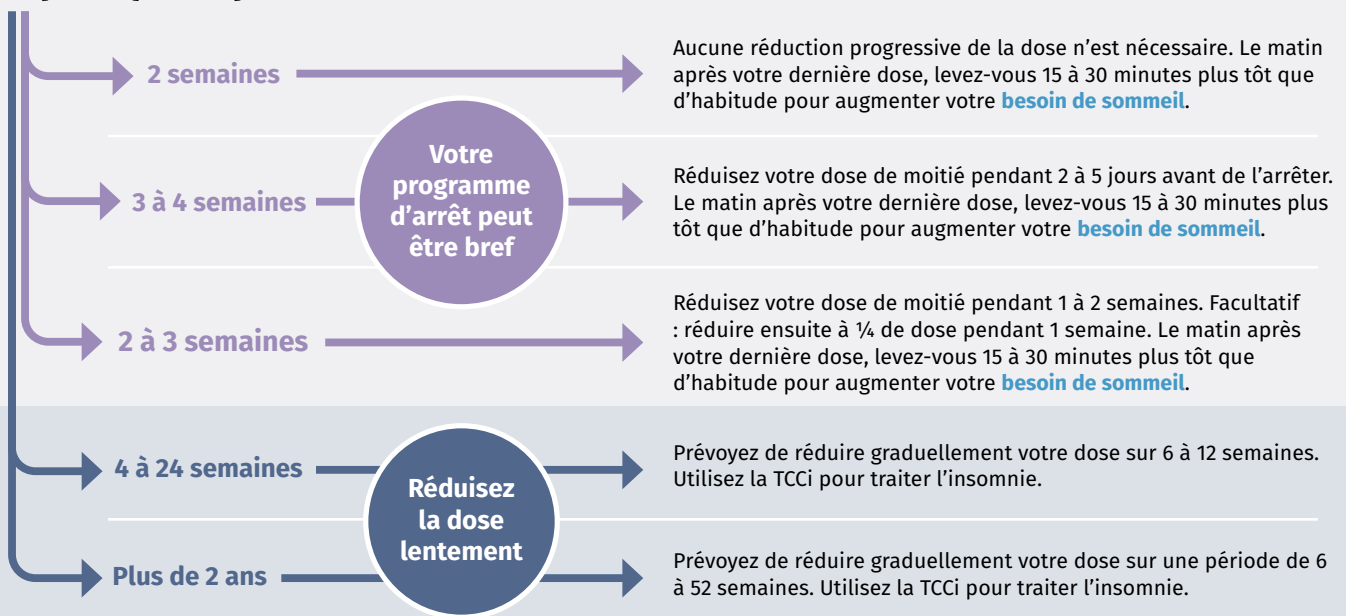 2 semaines
Aucune réduction progressive de la dose n’est nécessaire. Le matin
après votre dernière dose, levez-vous 15 à 30 minutes plus tôt que
d’habitude pour augmenter votre besoin de sommeil.
Votre
programme
d’arrêt peut
être bref
3 à 4 semaines
Réduisez votre dose de moitié pendant 2 à 5 jours avant de l’arrêter.
Le matin après votre dernière dose, levez-vous 15 à 30 minutes plus
tôt que d’habitude pour augmenter votre besoin de sommeil.
2 à 3 semaines
Réduisez votre dose de moitié pendant 1 à 2 semaines. Facultatif
: réduire ensuite à ¼ de dose pendant 1 semaine. Le matin après
votre dernière dose, levez-vous 15 à 30 minutes plus tôt que
d’habitude pour augmenter votre besoin de sommeil.
4 à 24 semaines
Prévoyez de réduire graduellement votre dose sur 6 à 12 semaines.
Utilisez la TCCi pour traiter l’insomnie.
Réduisez
la dose
lentement
Plus de 2 ans
Prévoyez de réduire graduellement votre dose sur une période de 6
à 52 semaines. Utilisez la TCCi pour traiter l’insomnie.